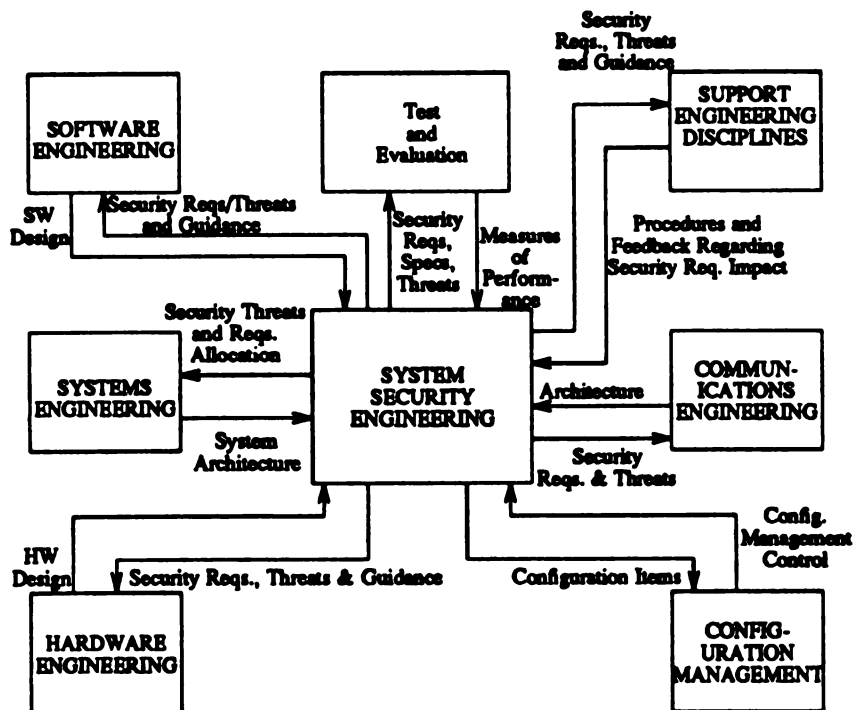 Security
Reqs., Threats
and Guidance
SOFTWARE
ENGINEERING
Test
and
Evaluation
SUPPORT
ENGINEERING
DISCIPLINES
SW
Design
Security Reqs/Threats
and Guidance
Security
Reqs,
Specs,
Threats
Measures
of
Perform-
ance
Procedures and
Feedback Regarding
Security Req. Impact
Security Threats
and Reqs.
Allocation
SYSTEMS
ENGINEERING
SYSTEM
SECURITY
ENGINEERING
COMMUN-
ICATIONS
ENGINEERING
Architecture
System
Architecture
Security
Reqs. & Threats
HW
Design
Security Reqs., Threats & Guidance
Configuration Items
Config.
Management
Control
HARDWARE
ENGINEERING
CONFIG-
URATION
MANAGEMENT